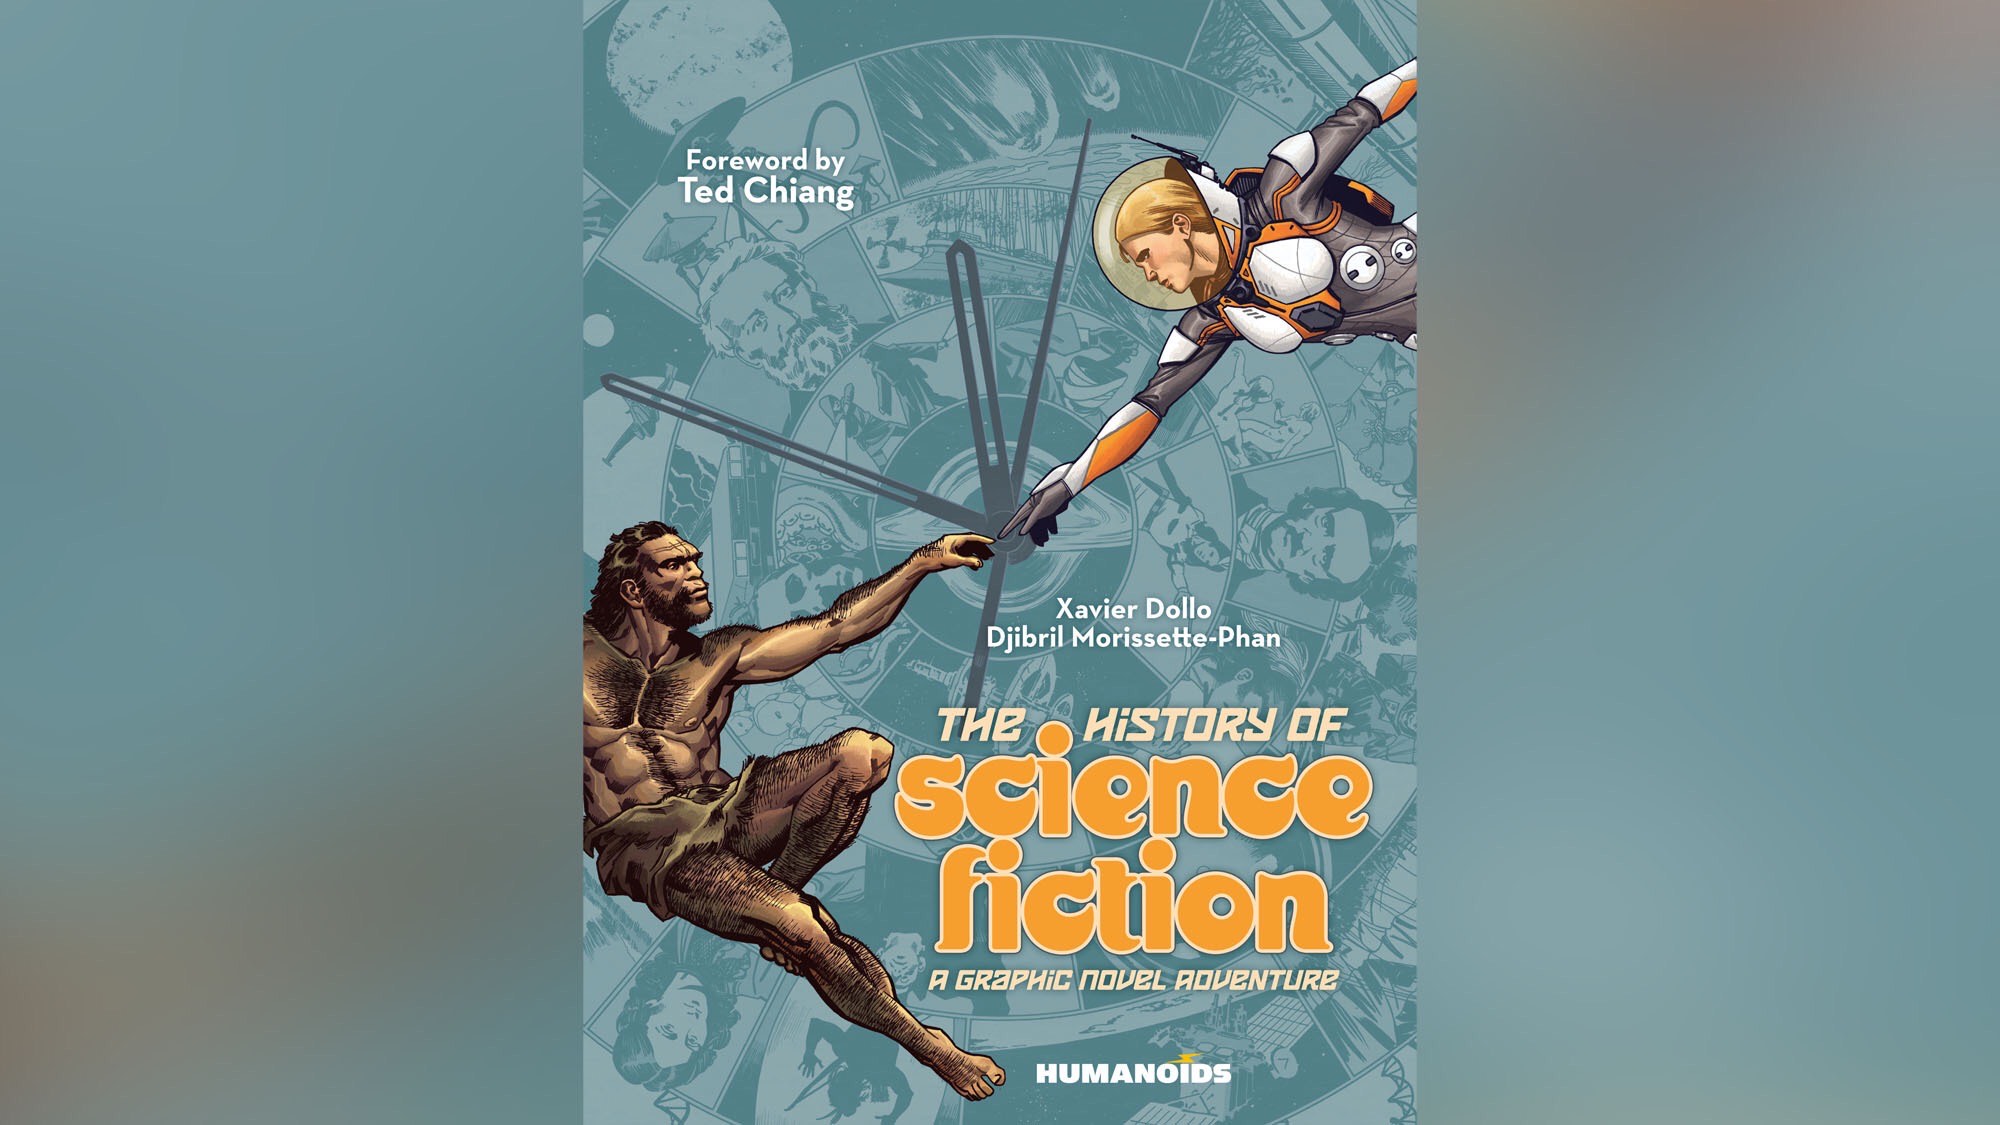 Foreword by
Ted Chiang
Xavier Dollo
Djibril Morissette-Phan
THE HISTORY OF
science
fiction
A GRAPHIC NOVEL ADVENTURE
HUMANOIDS